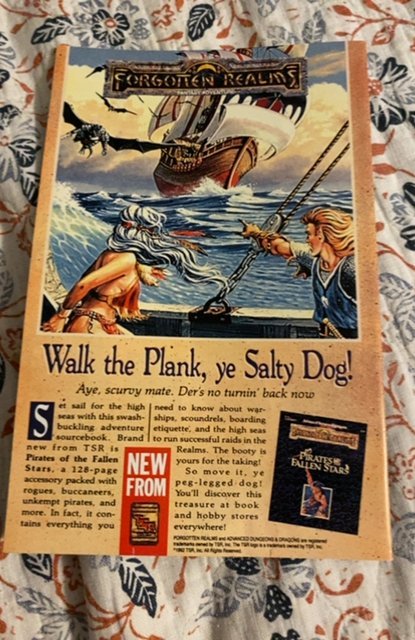 FORGOTTEN REALMS
FANTASY ADVENTURE
Walk the Plank, ye Salty Dog!
Aye, scurvy mate. Der's no turnin' back now
Set sail for the high
seas with this swash-
buckling adventure
sourcebook. Brand
new from TSR is
Pirates of the Fallen
Stars, a 128-page
accessory packed with
rogues, buccaneers,
unkempt pirates, and
more. In fact, it con-
tains everything you
need to know about war-
ships, scoundrels, boarding
etiquette, and the high seas
to run successful raids in the
Realms. The booty is
yours for the taking!
So move it, ye
peg-legged dog!
You'll discover this
treasure at book
and hobby stores
everywhere!
NEW
FROM
TSR
FORGOTTEN REALMS
PIRATES
OF THE
FALLEN STARS
FORGOTTEN REALMS and ADVANCED DUNGEONS & DRAGONS are registered
trademarks owned by TSR, Inc. The TSR logo is a trademark owned by TSR, Inc.
©1992 TSR, Inc. All Rights Reserved.